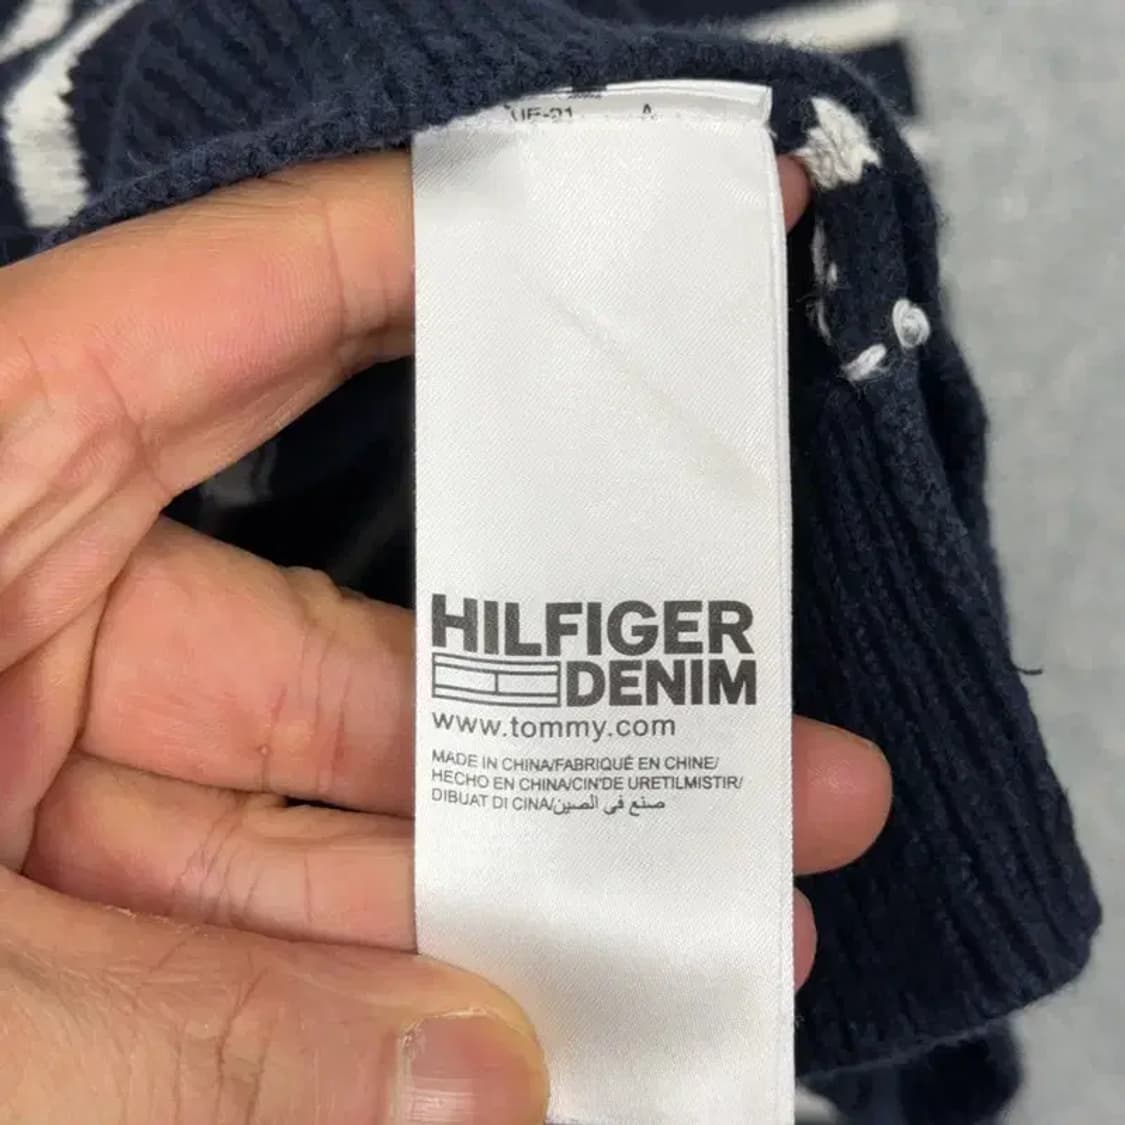 HILFIGER
DENIM
www.tommy.com
MADE IN CHINA/FABRIQUÉ EN CHINE/
HECHO EN CHINA/CIN'DE URETILMISTIR/
DIBUAT DI CINA/صنع في الصين